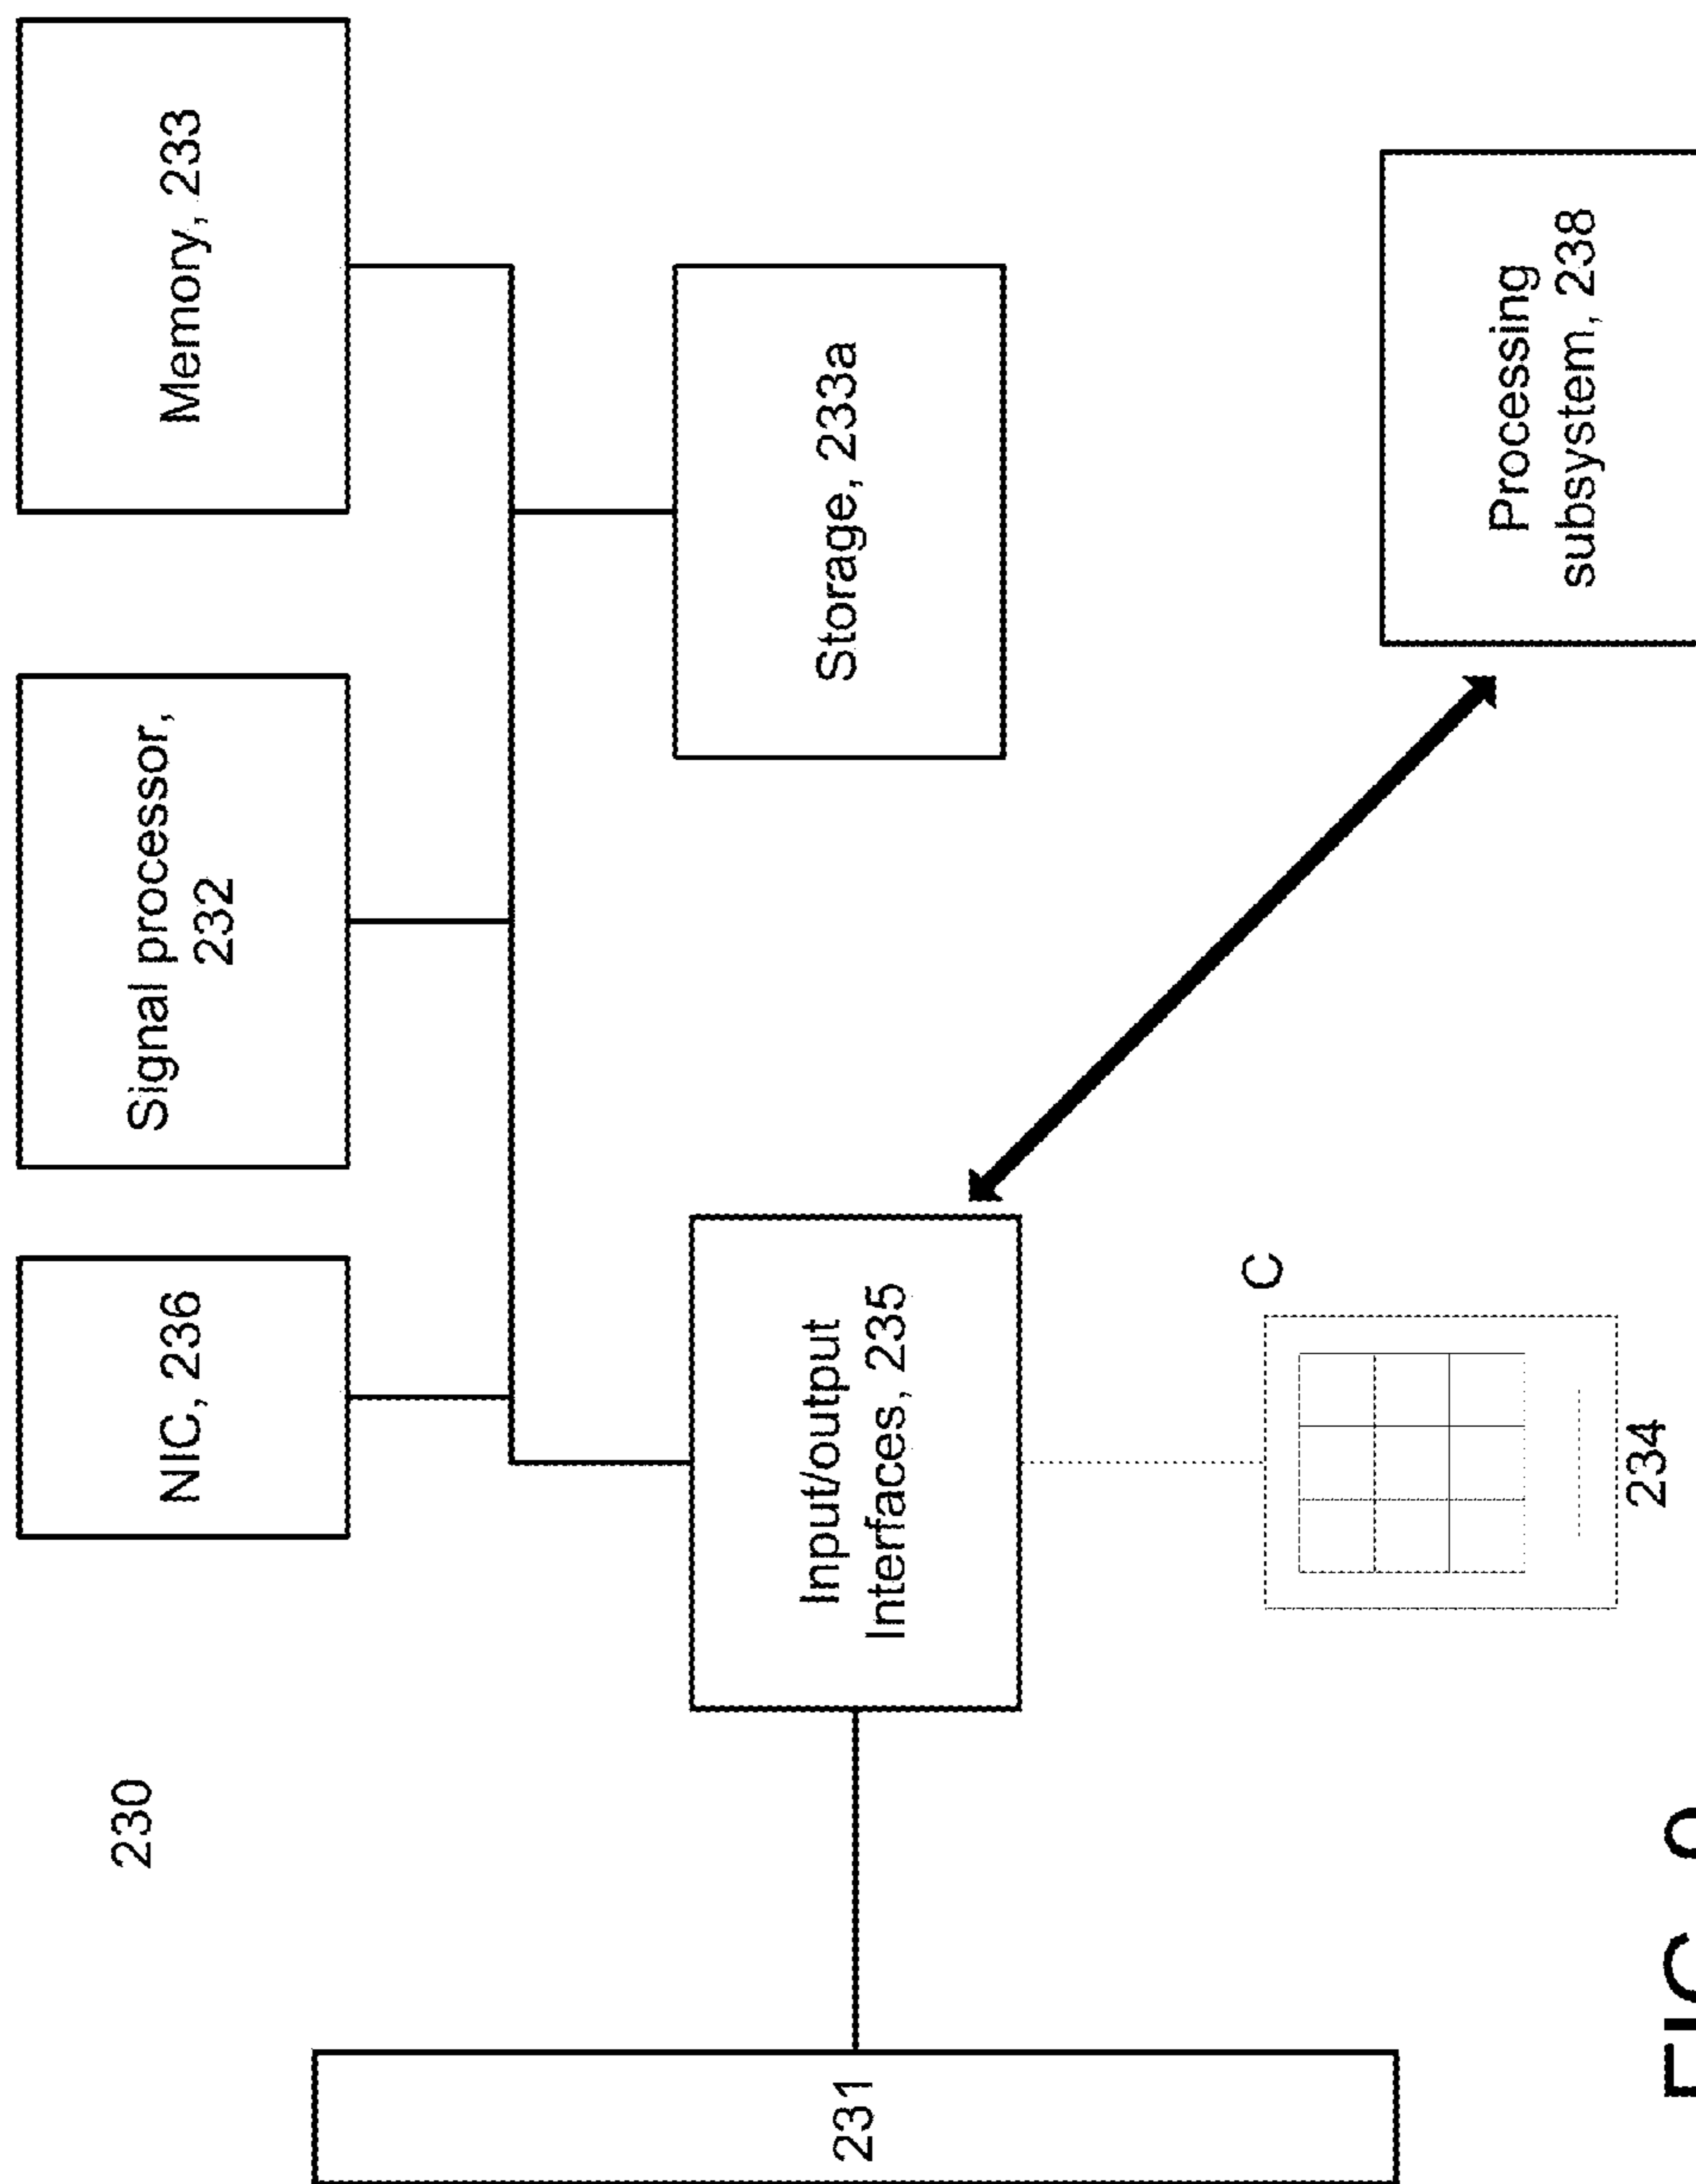 230
NIC, 236
Signal processor,
232
Memory, 233
231
Input/output
Interfaces, 235
Storage, 233a
C
234
Processing
subsystem, 238
FIG